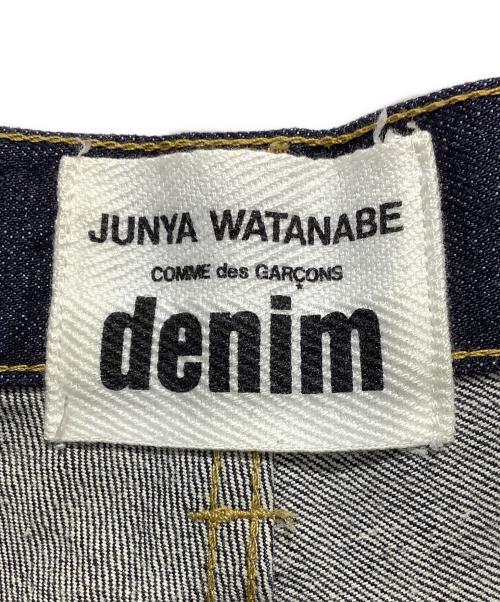 JUNYA WATANABE
COMME des GARÇONS
denim